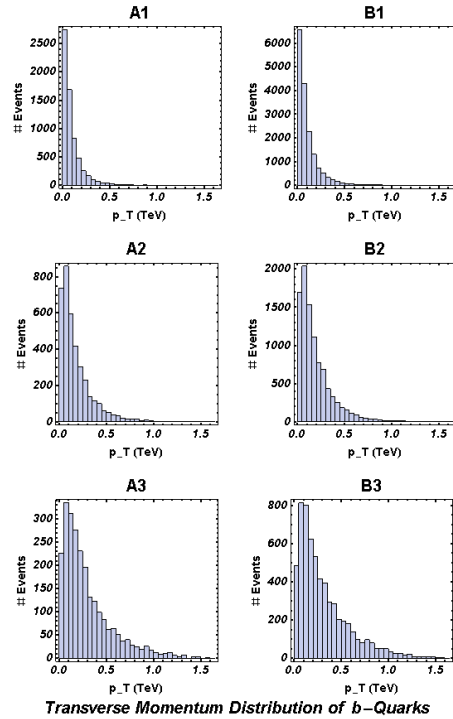 A1
2500
2000
1500
1000
500
0
# Events
0.0 0.5 1.0 1.5
p_T (TeV)
B1
6000
5000
4000
3000
2000
1000
0
# Events
0.0 0.5 1.0 1.5
p_T (TeV)
A2
800
600
400
200
0
# Events
0.0 0.5 1.0 1.5
p_T (TeV)
B2
2000
1500
1000
500
0
# Events
0.0 0.5 1.0 1.5
p_T (TeV)
A3
300
250
200
150
100
50
0
# Events
0.0 0.5 1.0 1.5
p_T (TeV)
B3
800
600
400
200
0
# Events
0.0 0.5 1.0 1.5
p_T (TeV)
Transverse Momentum Distribution of b−Quarks